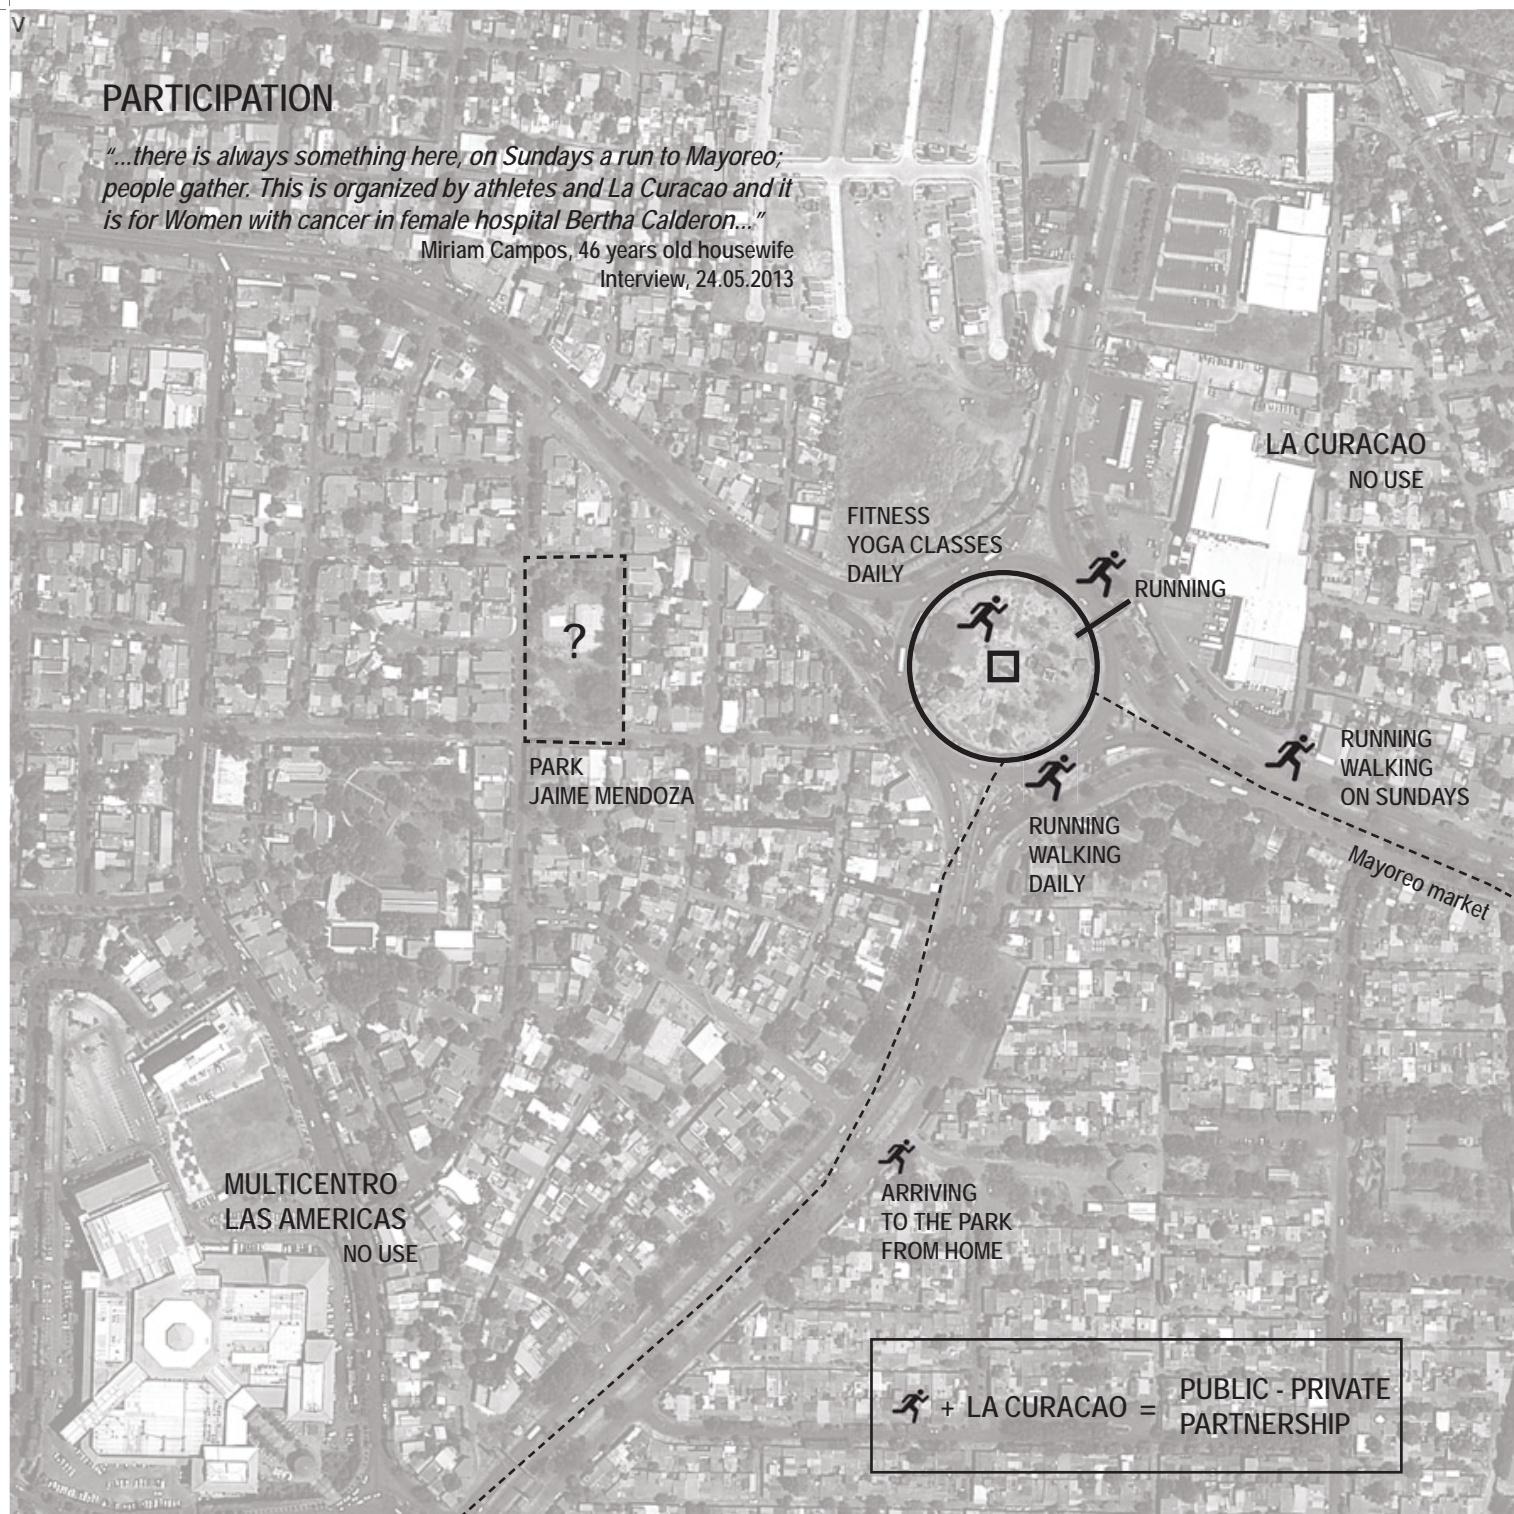 V
PARTICIPATION
“...there is always something here, on Sundays a run to Mayoreo;
people gather. This is organized by athletes and La Curacao and it
is for Women with cancer in female hospital Bertha Calderon...”
Miriam Campos, 46 years old housewife
Interview, 24.05.2013
LA CURACAO
NO USE
FITNESS
YOGA CLASSES
DAILY
RUNNING
?
PARK
JAIME MENDOZA
RUNNING
WALKING
ON SUNDAYS
RUNNING
WALKING
DAILY
Mayoreo market
MULTICENTRO
LAS AMERICAS
NO USE
ARRIVING
TO THE PARK
FROM HOME
+ LA CURACAO =
PUBLIC - PRIVATE
PARTNERSHIP